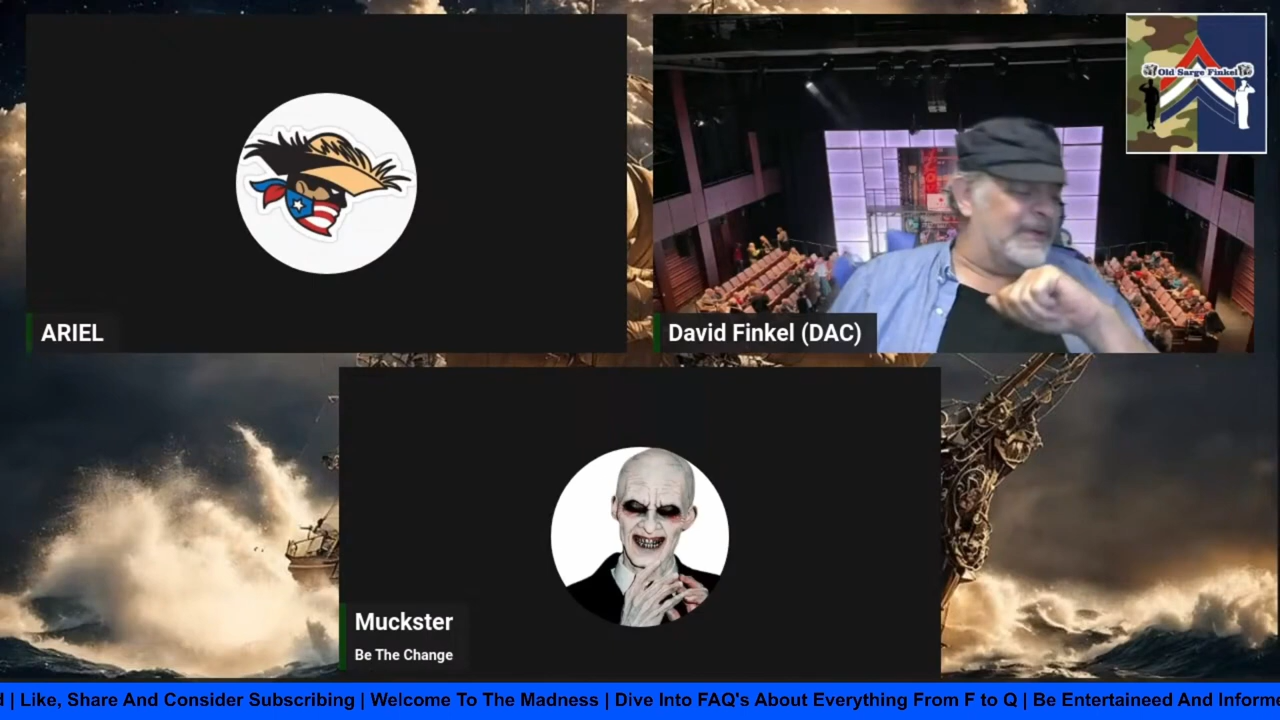 Old Sarge Finkel
ARIEL
David Finkel (DAC)
Muckster
Be The Change
d | Like, Share And Consider Subscribing | Welcome To The Madness | Dive Into FAQ's About Everything From F to Q | Be Entertaineed And Informe